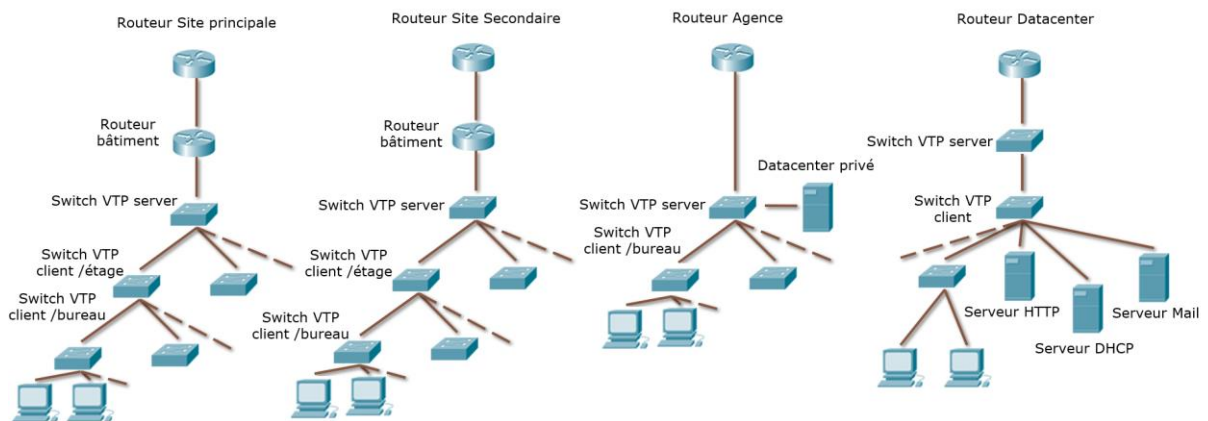 Routeur Site principale
Routeur
bâtiment
Switch VTP server
Switch VTP
client /étage
Switch VTP
client /bureau
Routeur Site Secondaire
Routeur
bâtiment
Switch VTP server
Switch VTP
client /étage
Switch VTP
client /bureau
Routeur Agence
Datacenter privé
Switch VTP server
Switch VTP
client /bureau
Routeur Datacenter
Switch VTP server
Switch VTP
client
Serveur HTTP
Serveur Mail
Serveur DHCP